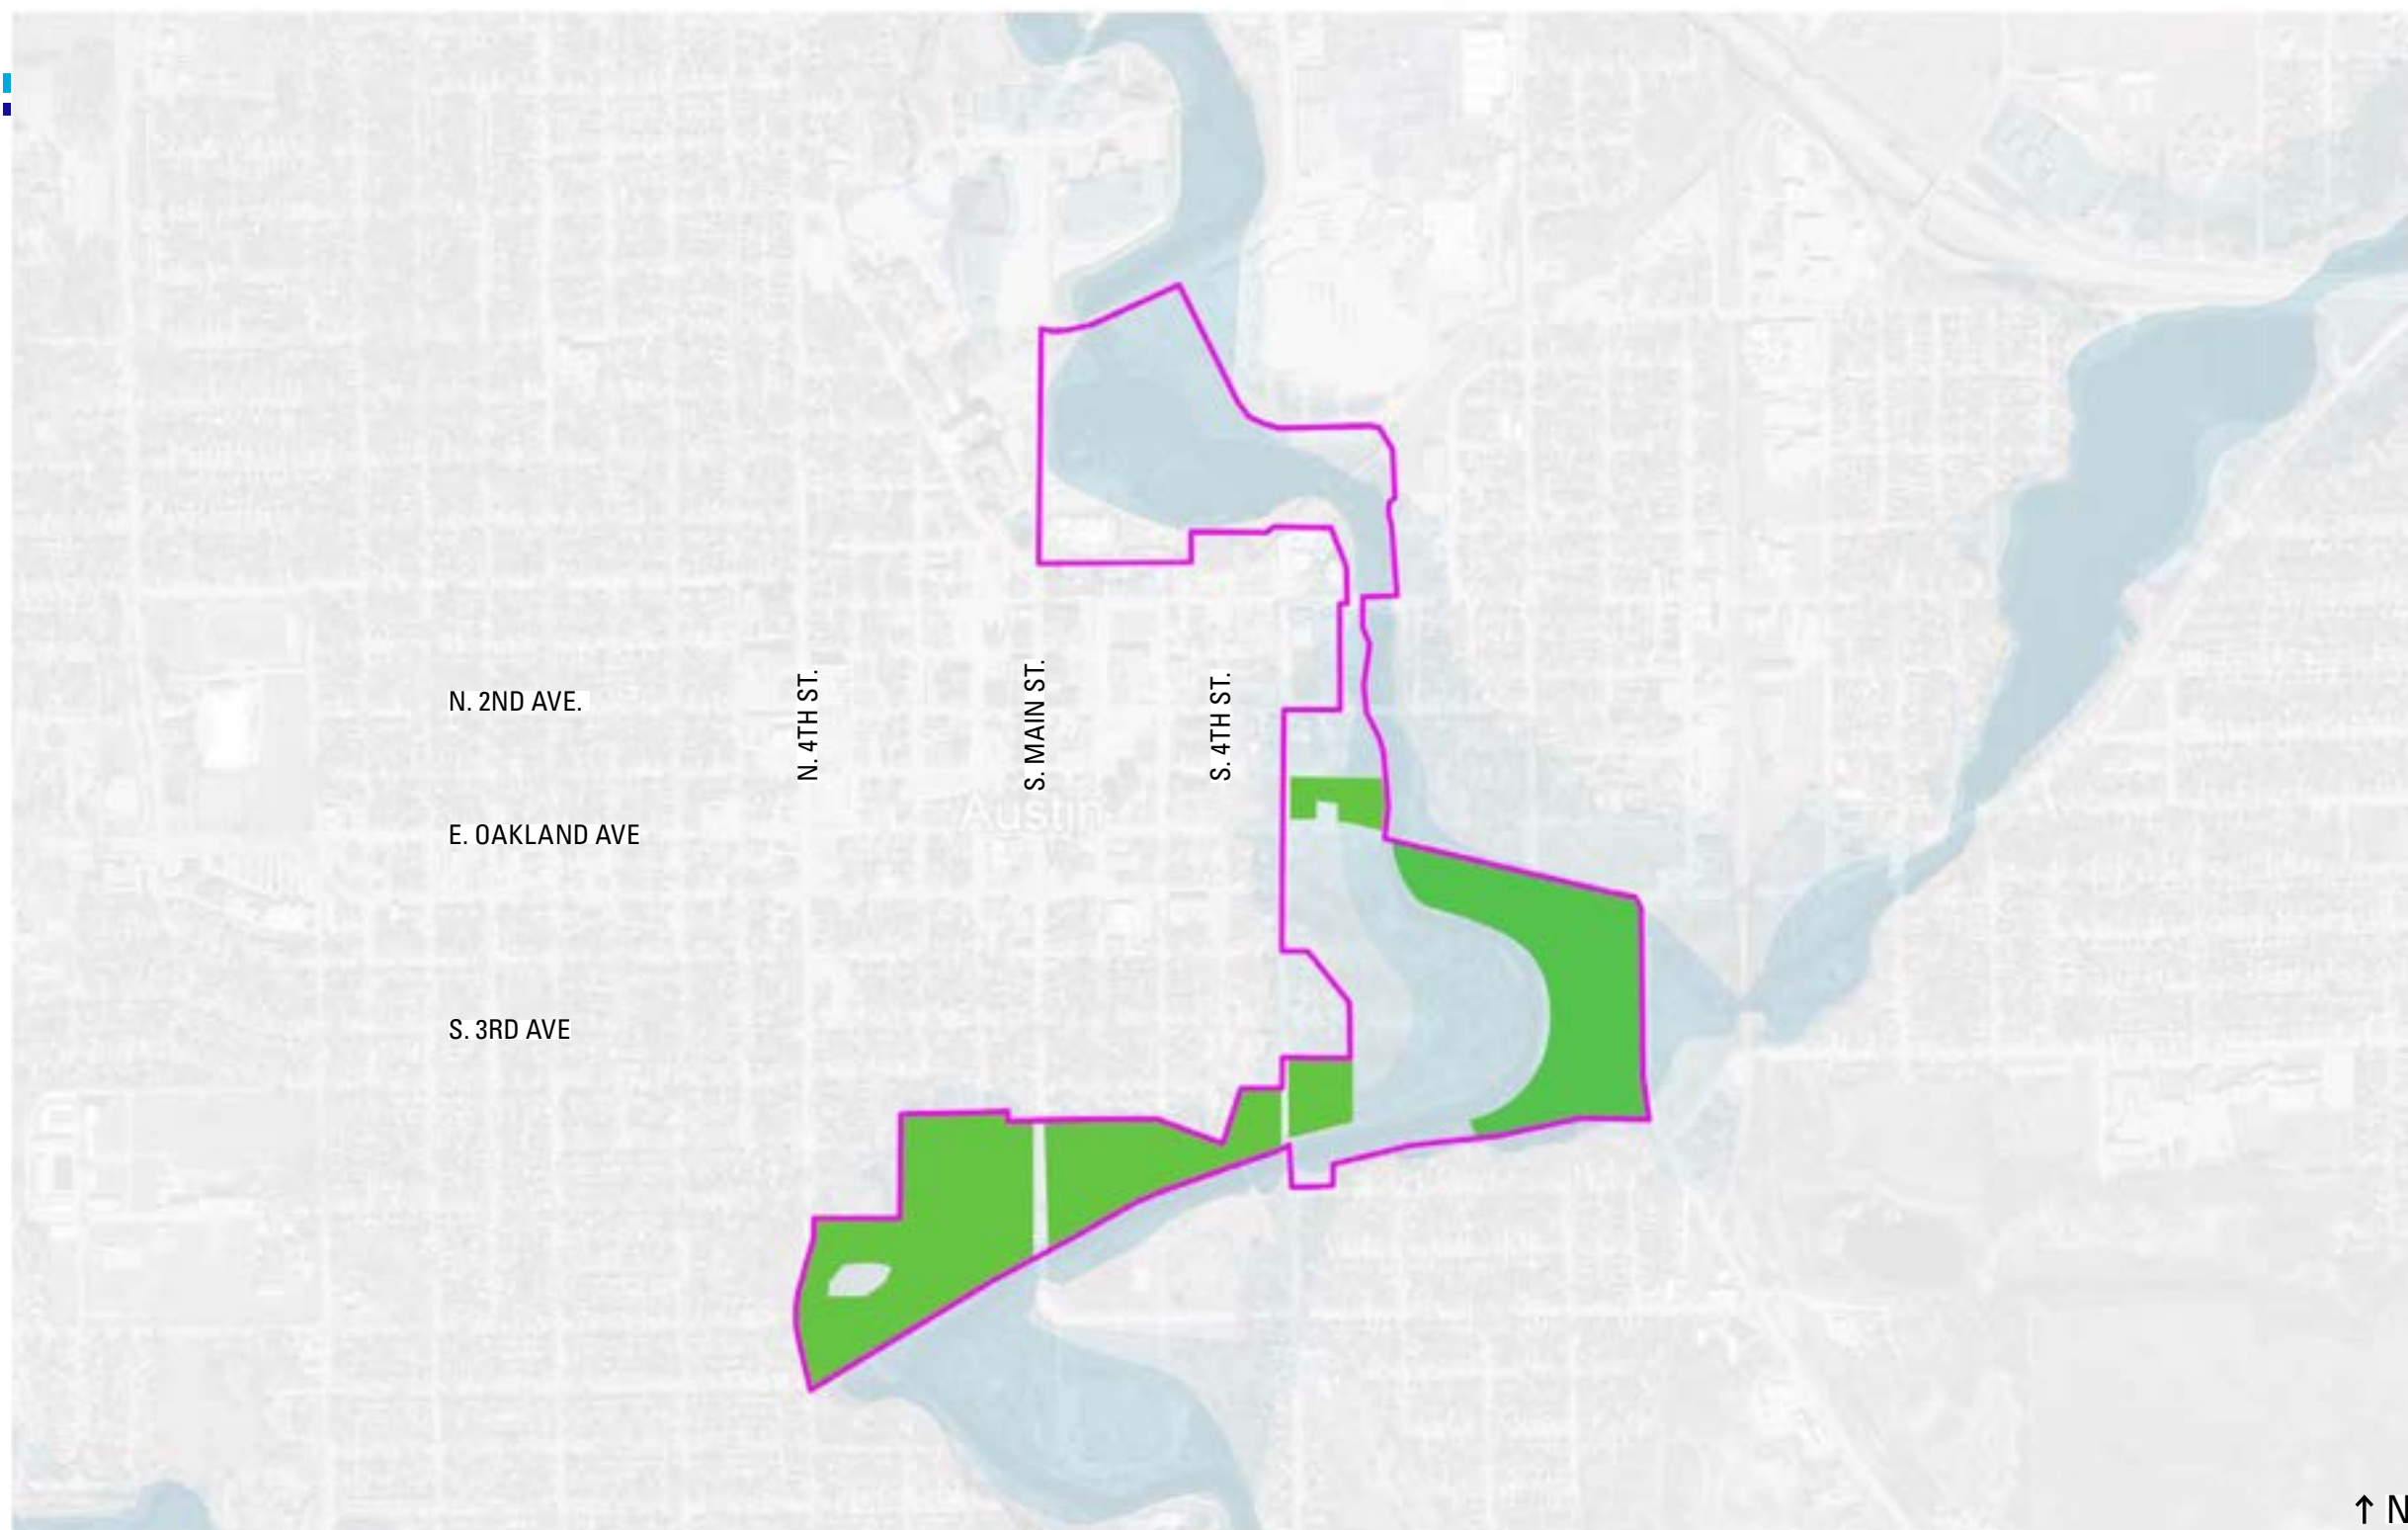 N. 4TH ST.
S. MAIN ST.
S. 4TH ST.
N. 2ND AVE.
Austin
E. OAKLAND AVE
S. 3RD AVE
↑ N